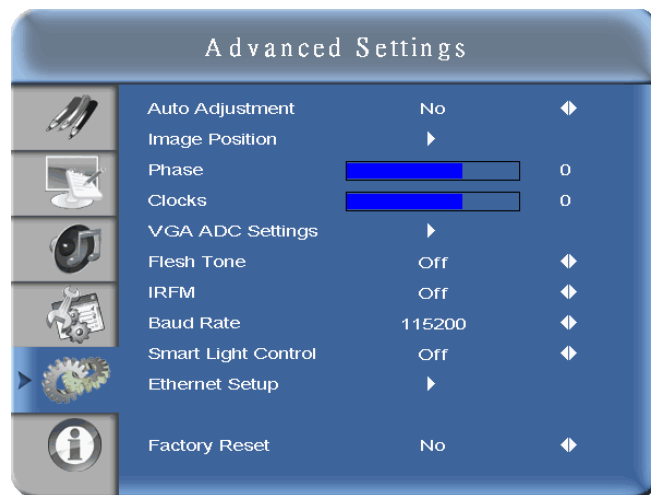 Advanced Settings
Auto Adjustment No
Image Position
Phase 0
Clocks 0
VGA ADC Settings
Flesh Tone Off
IRFM Off
Baud Rate 115200
Smart Light Control Off
Ethernet Setup
Factory Reset No